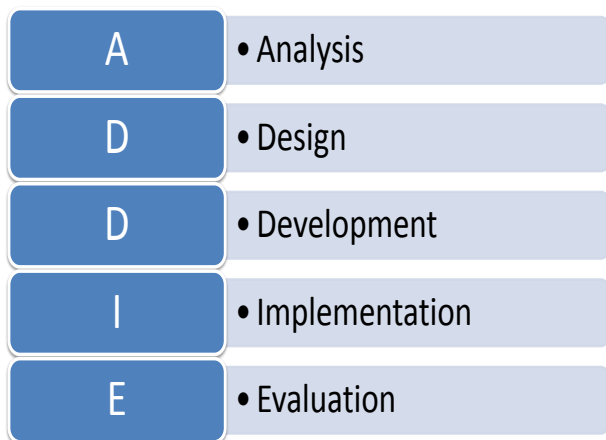 A • Analysis
D • Design
D • Development
I • Implementation
E • Evaluation